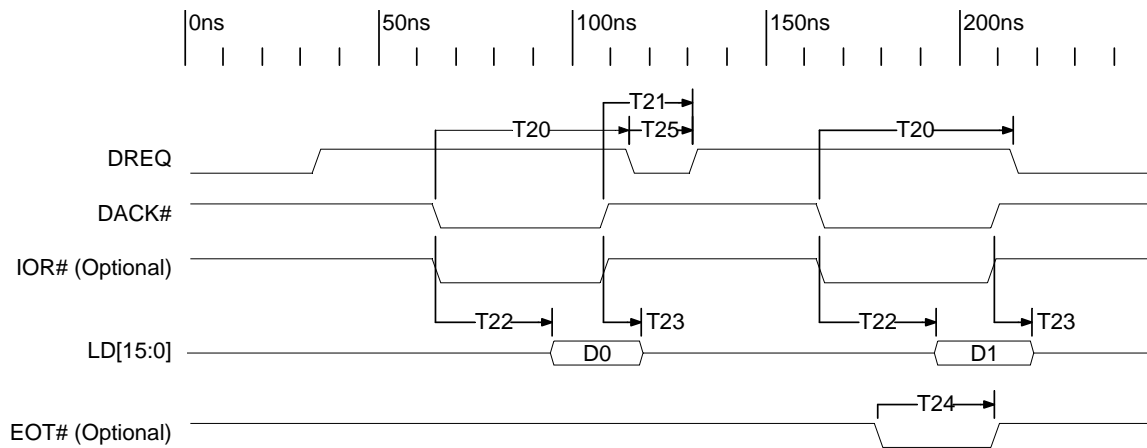 0ns 50ns 100ns 150ns 200ns
T21
T20 T25 T20
DREQ
DACK#
IOR# (Optional)
T22 T23 T22 T23
LD[15:0] D0 D1
T24
EOT# (Optional)